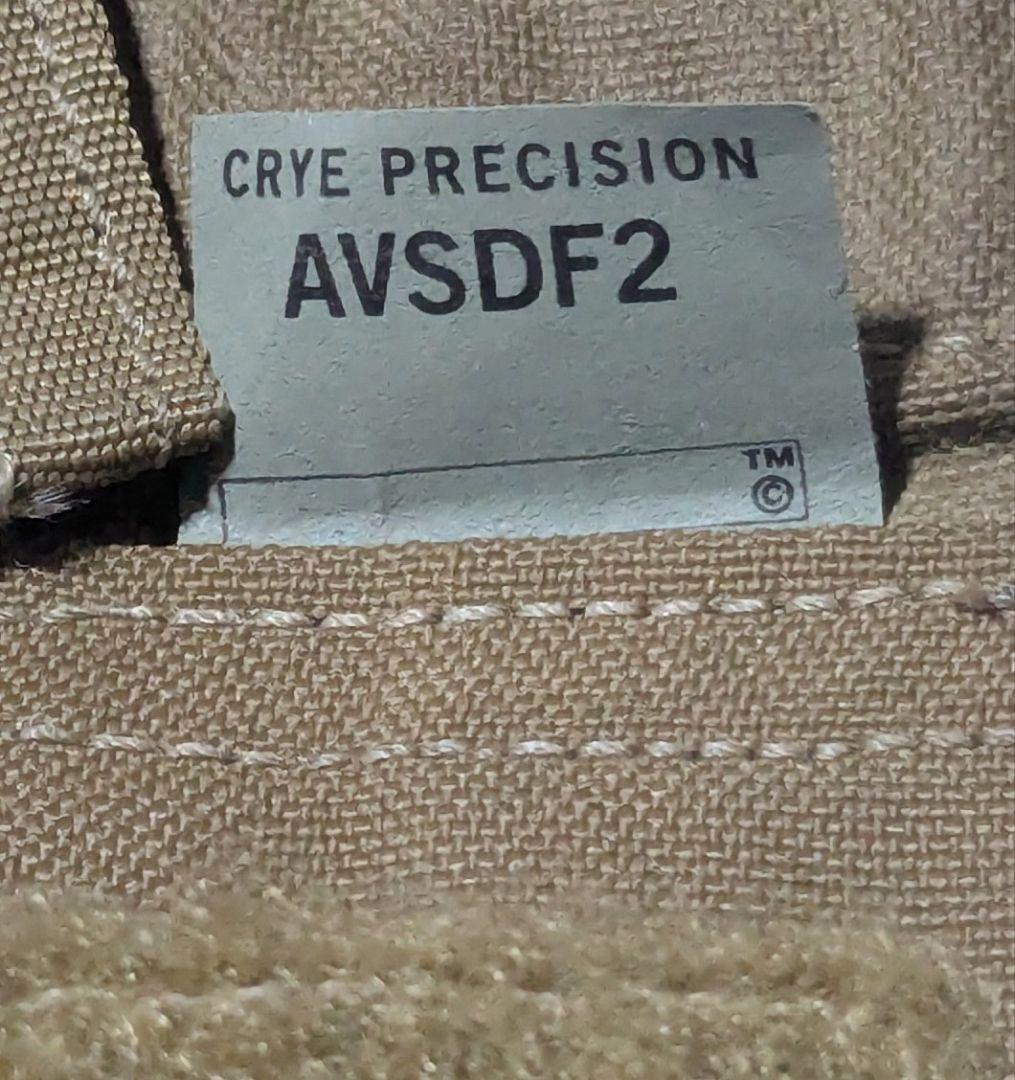 CRYE PRECISION
AVSDF2
TM
©